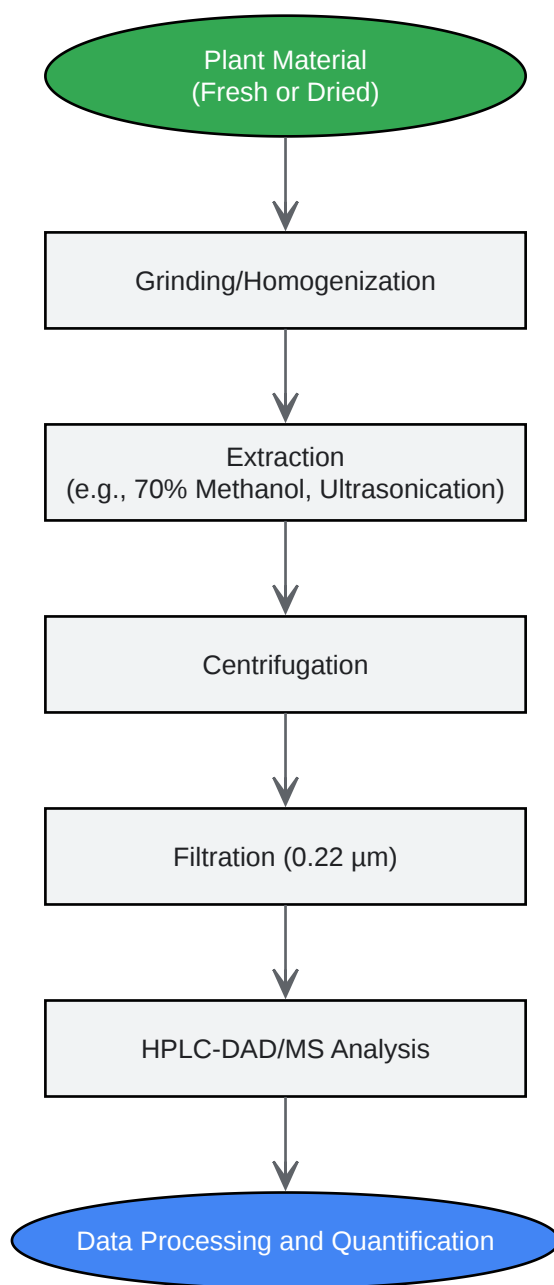 Plant Material
(Fresh or Dried)
Grinding/Homogenization
Extraction
(e.g., 70% Methanol, Ultrasonication)
Centrifugation
Filtration (0.22 µm)
HPLC-DAD/MS Analysis
Data Processing and Quantification